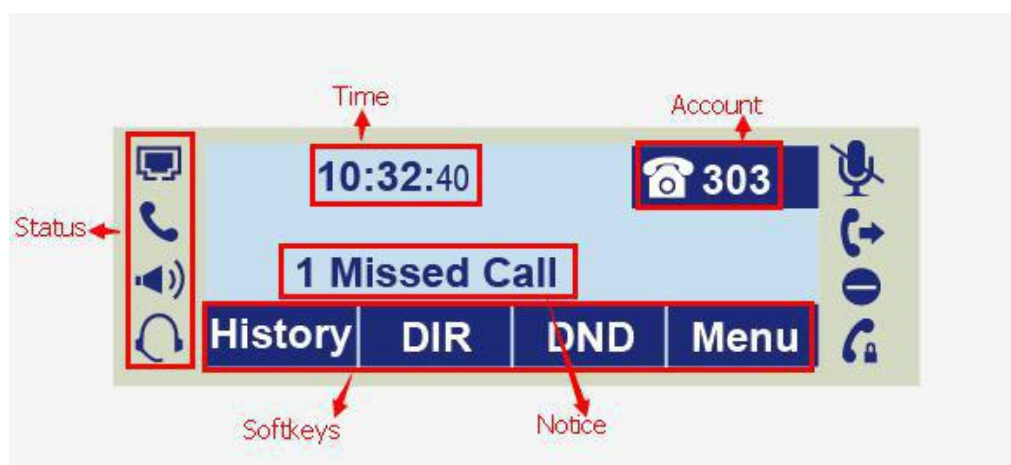 Time
Account
10:32:40
303
Status
1 Missed Call
History DIR DND Menu
Softkeys
Notice